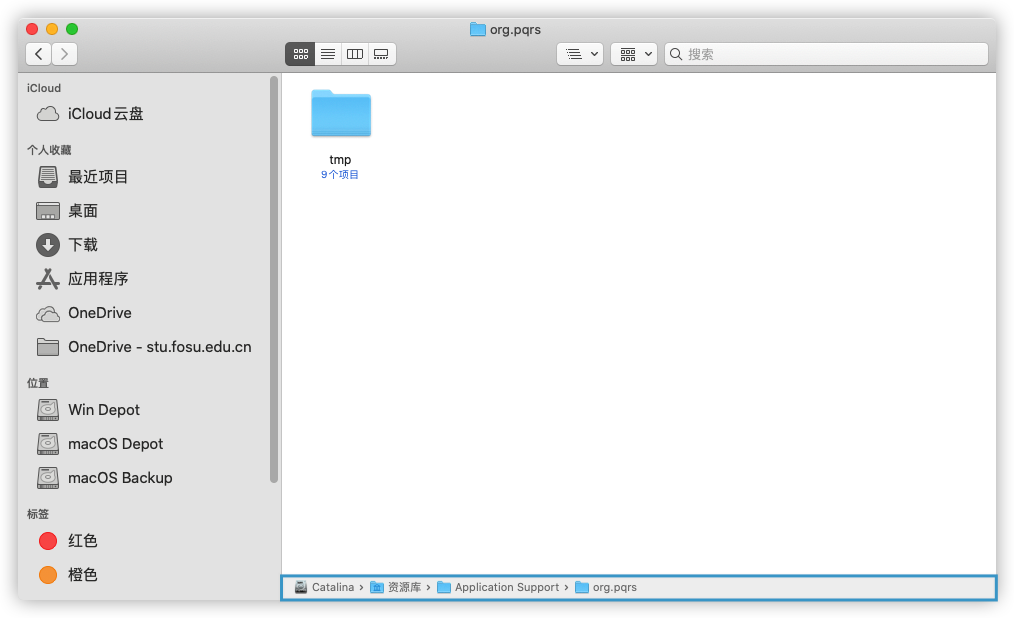 org.pqrs
搜索
iCloud
iCloud云盘
个人收藏
最近项目
桌面
下载
应用程序
OneDrive
OneDrive - stu.fosu.edu.cn
位置
Win Depot
macOS Depot
macOS Backup
标签
红色
橙色
tmp
9个项目
Catalina › 资源库 › Application Support › org.pqrs